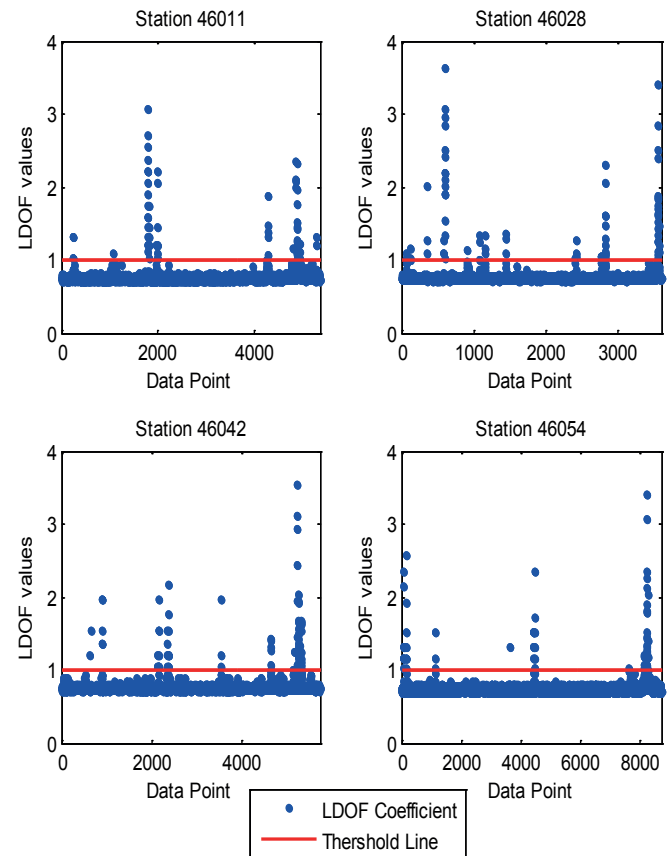 Station 46011
Station 46028
4
3
2
1
0
LDOF values
0
2000
4000
Data Point
4
3
2
1
0
LDOF values
0
1000
2000
3000
Data Point
Station 46042
Station 46054
4
3
2
1
0
LDOF values
0
2000
4000
Data Point
4
3
2
1
0
LDOF values
0
2000
4000
6000
8000
Data Point
LDOF Coefficient
Thershold Line